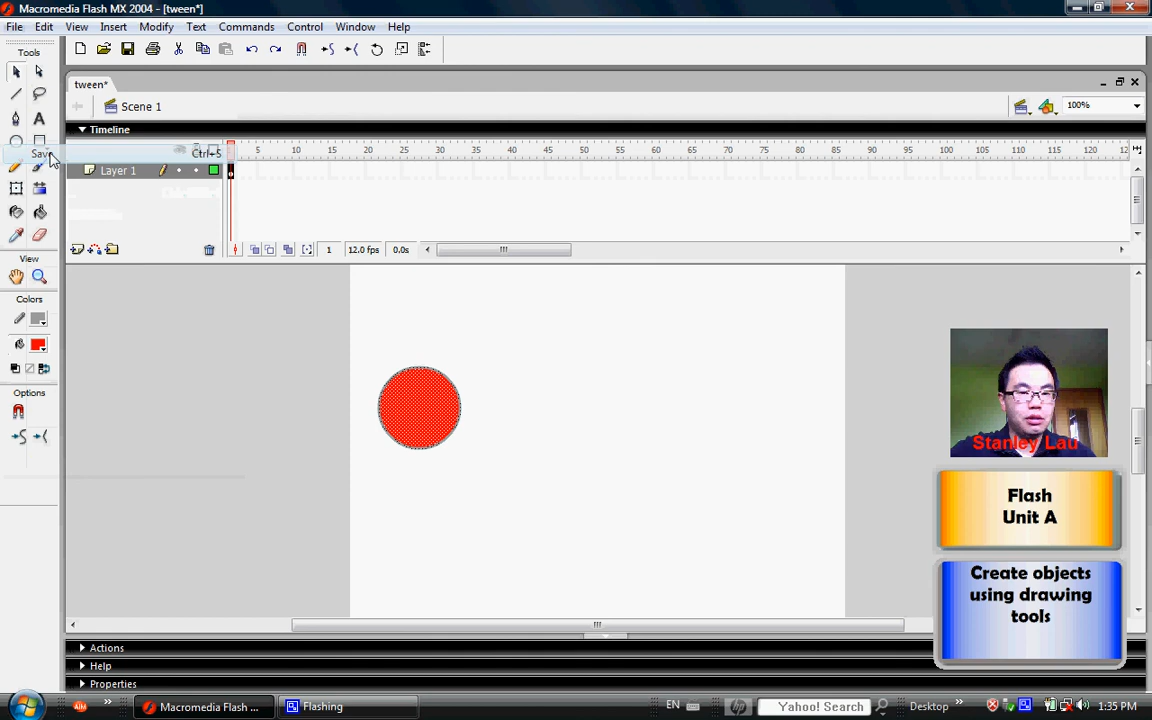 Macromedia Flash MX 2004 - [tween*]
File Edit View Insert Modify Text Commands Control Window Help
Tools
tween*
Scene 1
100%
Timeline
Save Ctrl+S
5 10 15 20 25 30 35 40 45 50 55 60 65 70 75 80 85 90 95 100 105 110 115 12
Layer 1
1 12.0 fps 0.0s
View
Colors
Options
Stanley Lau
Flash
Unit A
Create objects
using drawing
tools
Actions
Help
Properties
Macromedia Flash ...
Flashing
EN
hp
Yahoo! Search
Desktop
1:35 PM